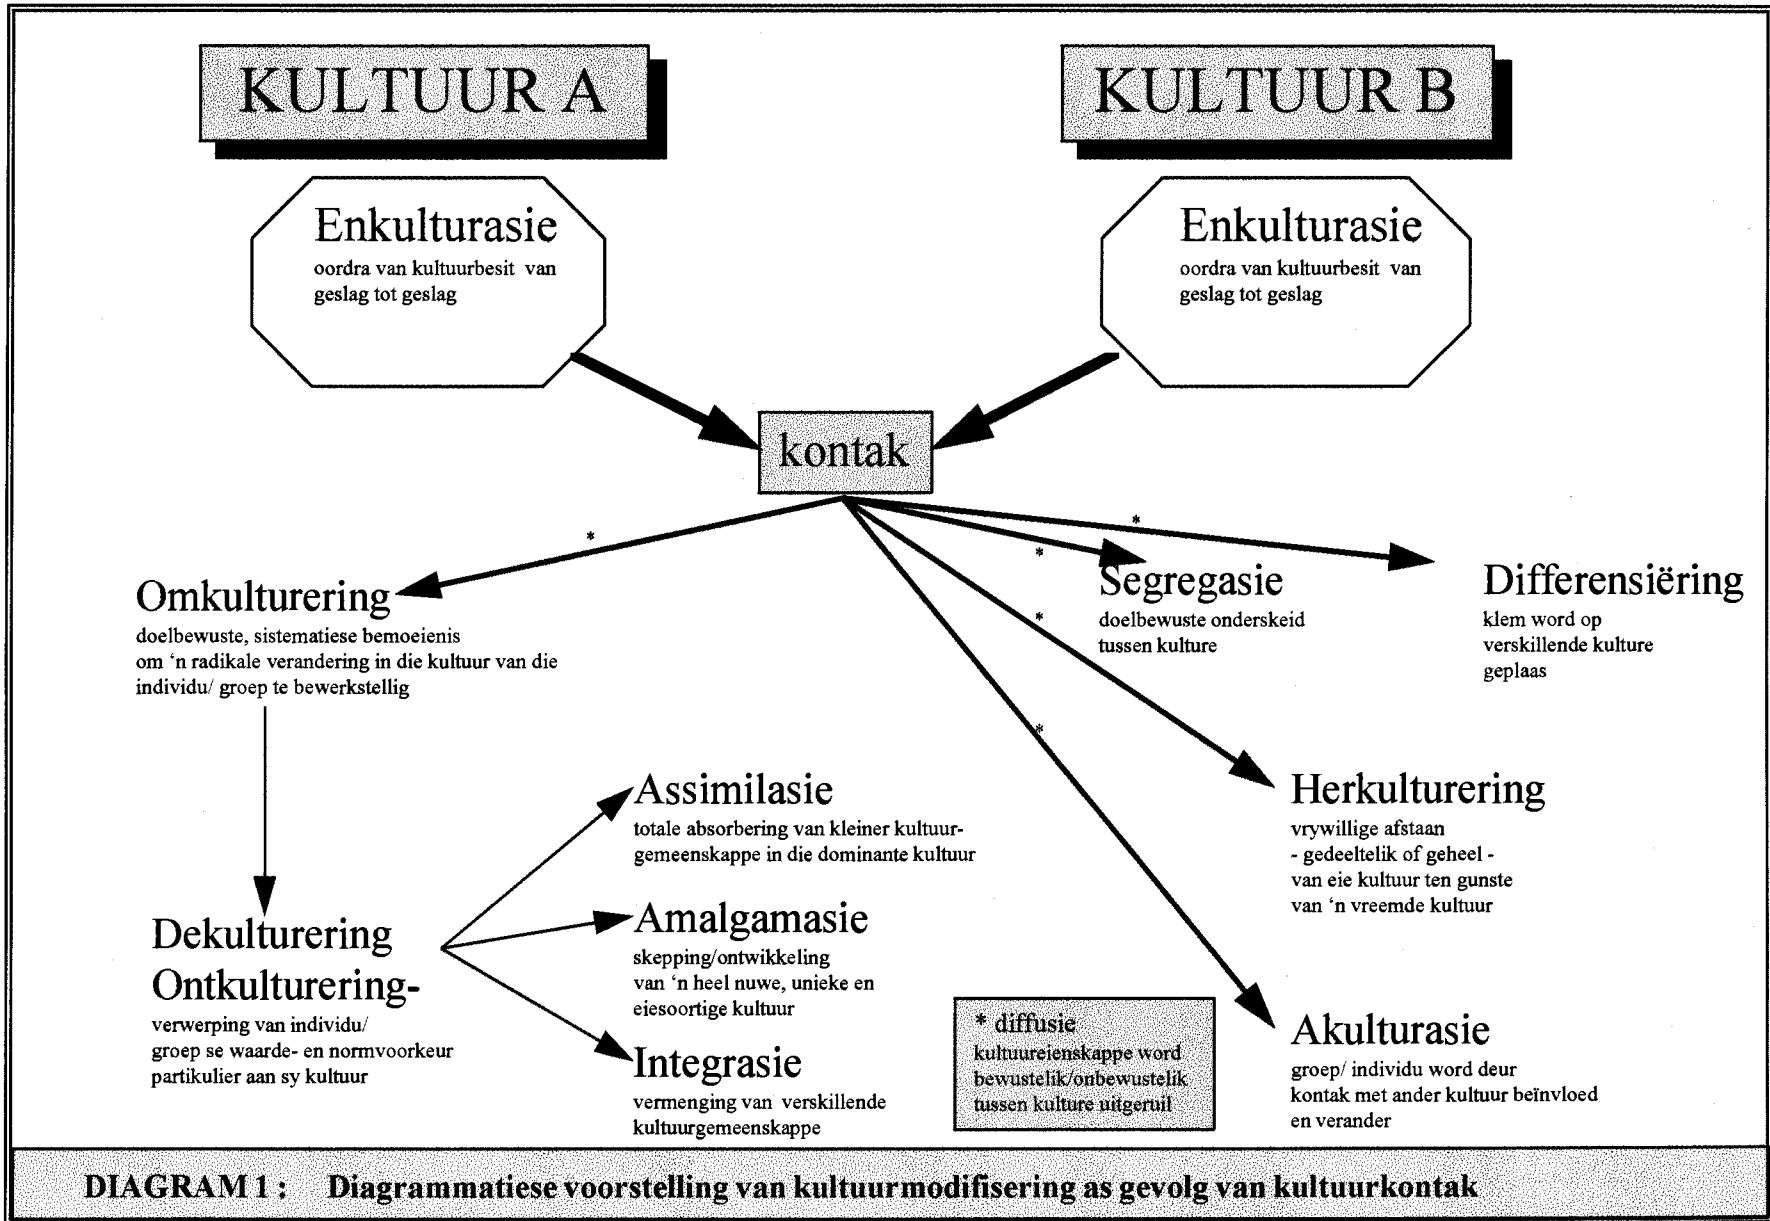 KULTUUR A
KULTUUR B
Enkulturasie
oordra van kultuurbesit van
geslag tot geslag
Enkulturasie
oordra van kultuurbesit van
geslag tot geslag
kontak
*
*
*
*
*
Omkulturering
doelbewuste, sistematiese bemoeienis
om ‘n radikale verandering in die kultuur van die
individu/ groep te bewerkstellig
Segregasie
doelbewuste onderskeid
tussen kulture
Differensiëring
klem word op
verskillende kulture
geplaas
Assimilasie
totale absorbering van kleiner kultuur-
gemeenskappe in die dominante kultuur
Herkulturering
vrywillige afstaan
- gedeeltelik of geheel -
van eie kultuur ten gunste
van ‘n vreemde kultuur
Dekulturering
Ontkulturering-
verwerping van individu/
groep se waarde- en normvoorkeur
partikulier aan sy kultuur
Amalgamasie
skepping/ontwikkeling
van ‘n heel nuwe, unieke en
eiesoortige kultuur
Integrasie
vermenging van verskillende
kultuurgemeenskappe
* diffusie
kultuureienskappe word
bewustelik/onbewustelik
tussen kulture uitgeruil
Akulturasie
groep/ individu word deur
kontak met ander kultuur beïnvloed
en verander
DIAGRAM 1 : Diagrammatiese voorstelling van kultuurmodifisering as gevolg van kultuurkontak